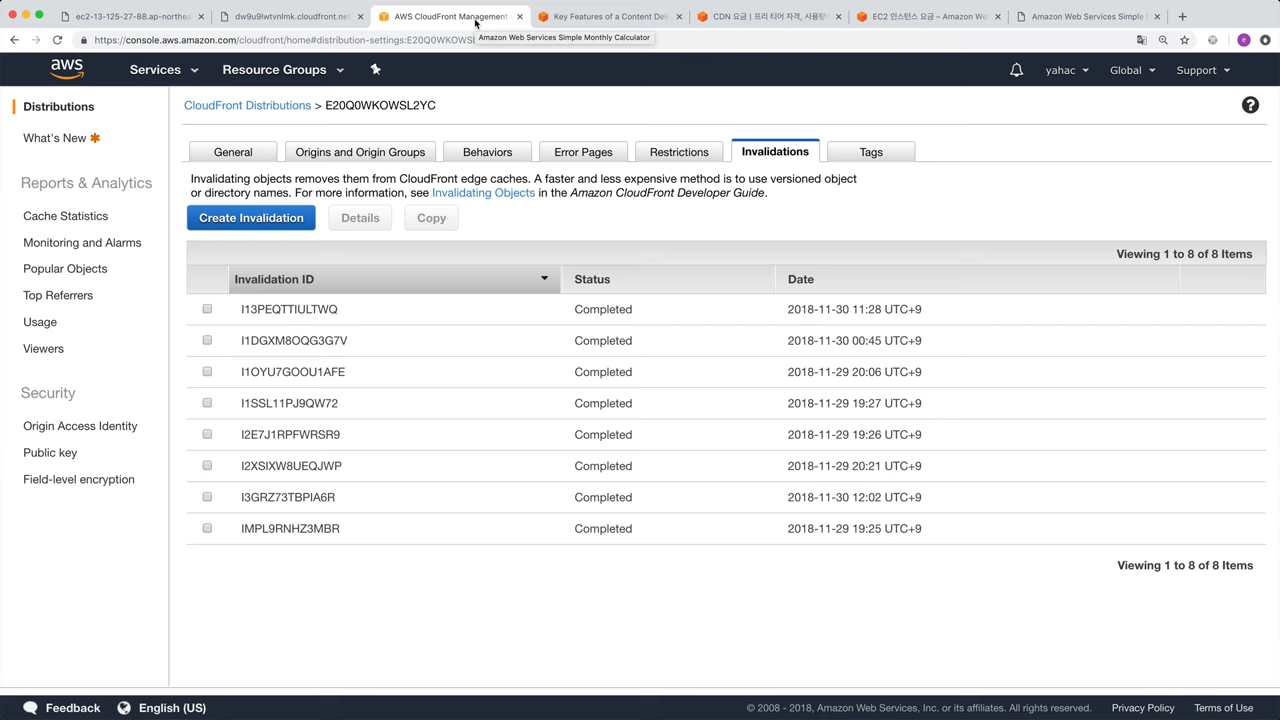 ec2-13-125-27-88.ap-northea
dw9u9lwtvnlmk.cloudfront.net
AWS CloudFront Management
Key Features of a Content Deli
CDN 요금 | 프리 티어 자격, 사용량
EC2 인스턴스 요금 – Amazon We
Amazon Web Services Simple
https://console.aws.amazon.com/cloudfront/home#distribution-settings:E20Q0WKOWS
Amazon Web Services Simple Monthly Calculator
e
aws
Services
Resource Groups
yahac
Global
Support
Distributions
What's New
Reports & Analytics
Cache Statistics
Monitoring and Alarms
Popular Objects
Top Referrers
Usage
Viewers
Security
Origin Access Identity
Public key
Field-level encryption
CloudFront Distributions > E20Q0WKOWSL2YC
General
Origins and Origin Groups
Behaviors
Error Pages
Restrictions
Invalidations
Tags
Invalidating objects removes them from CloudFront edge caches. A faster and less expensive method is to use versioned object
or directory names. For more information, see Invalidating Objects in the Amazon CloudFront Developer Guide.
Create Invalidation
Details
Copy
Viewing 1 to 8 of 8 Items
Invalidation ID Status Date
I13PEQTTIULTWQ Completed 2018-11-30 11:28 UTC+9
I1DGXM8OQG3G7V Completed 2018-11-30 00:45 UTC+9
I1OYU7GOOU1AFE Completed 2018-11-29 20:06 UTC+9
I1SSL11PJ9QW72 Completed 2018-11-29 19:27 UTC+9
I2E7J1RPFWRSR9 Completed 2018-11-29 19:26 UTC+9
I2XSIXW8UEQJWP Completed 2018-11-29 20:21 UTC+9
I3GRZ73TBPIA6R Completed 2018-11-30 12:02 UTC+9
IMPL9RNHZ3MBR Completed 2018-11-29 19:25 UTC+9
Viewing 1 to 8 of 8 Items
Feedback
English (US)
© 2008 - 2018, Amazon Web Services, Inc. or its affiliates. All rights reserved.
Privacy Policy
Terms of Use